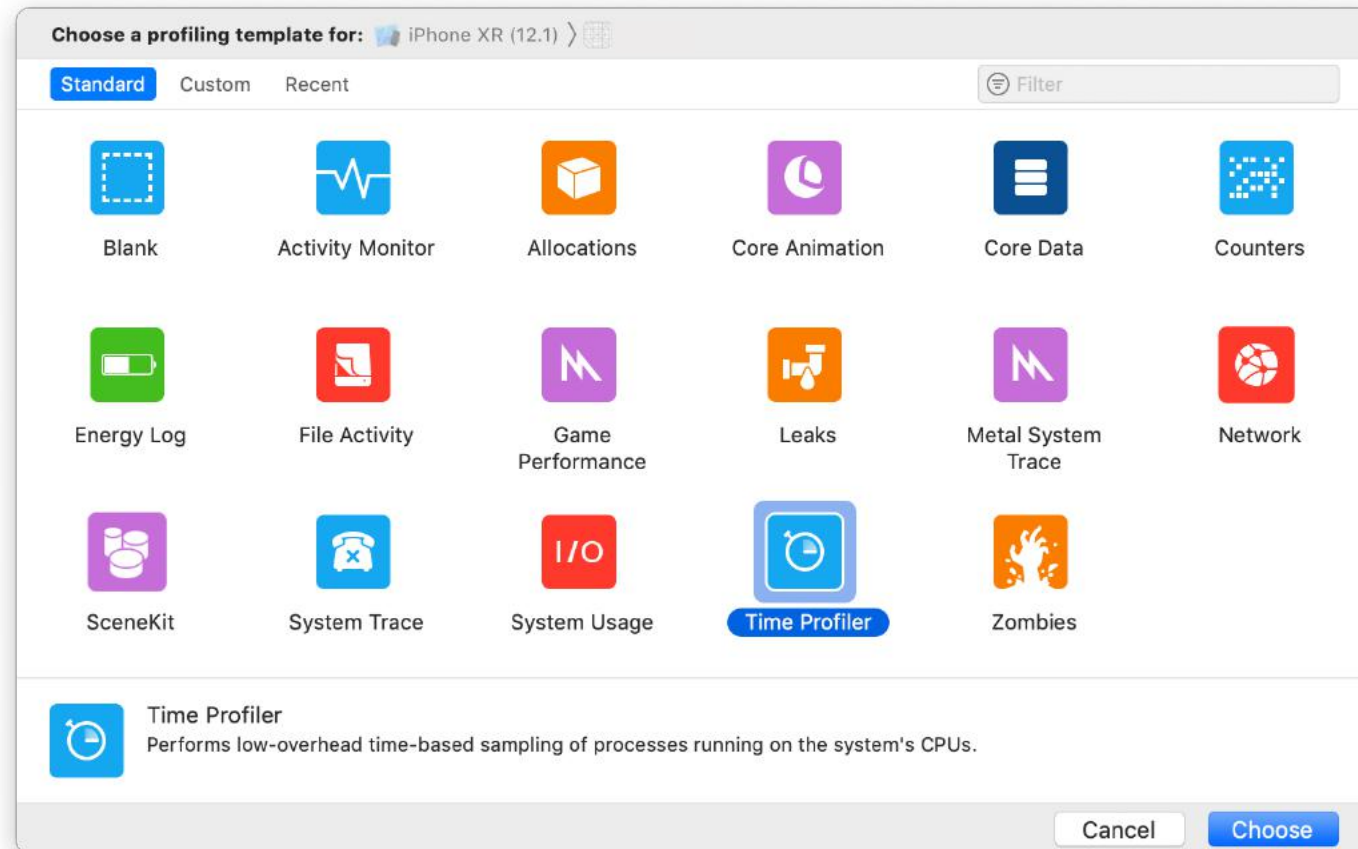 Choose a profiling template for: iPhone XR (12.1) 〉
Standard Custom Recent Filter
Blank Activity Monitor Allocations Core Animation Core Data Counters
Energy Log File Activity Game Performance Leaks Metal System Trace Network
SceneKit System Trace I/O System Usage Time Profiler Zombies
Time Profiler
Performs low-overhead time-based sampling of processes running on the system's CPUs.
Cancel Choose